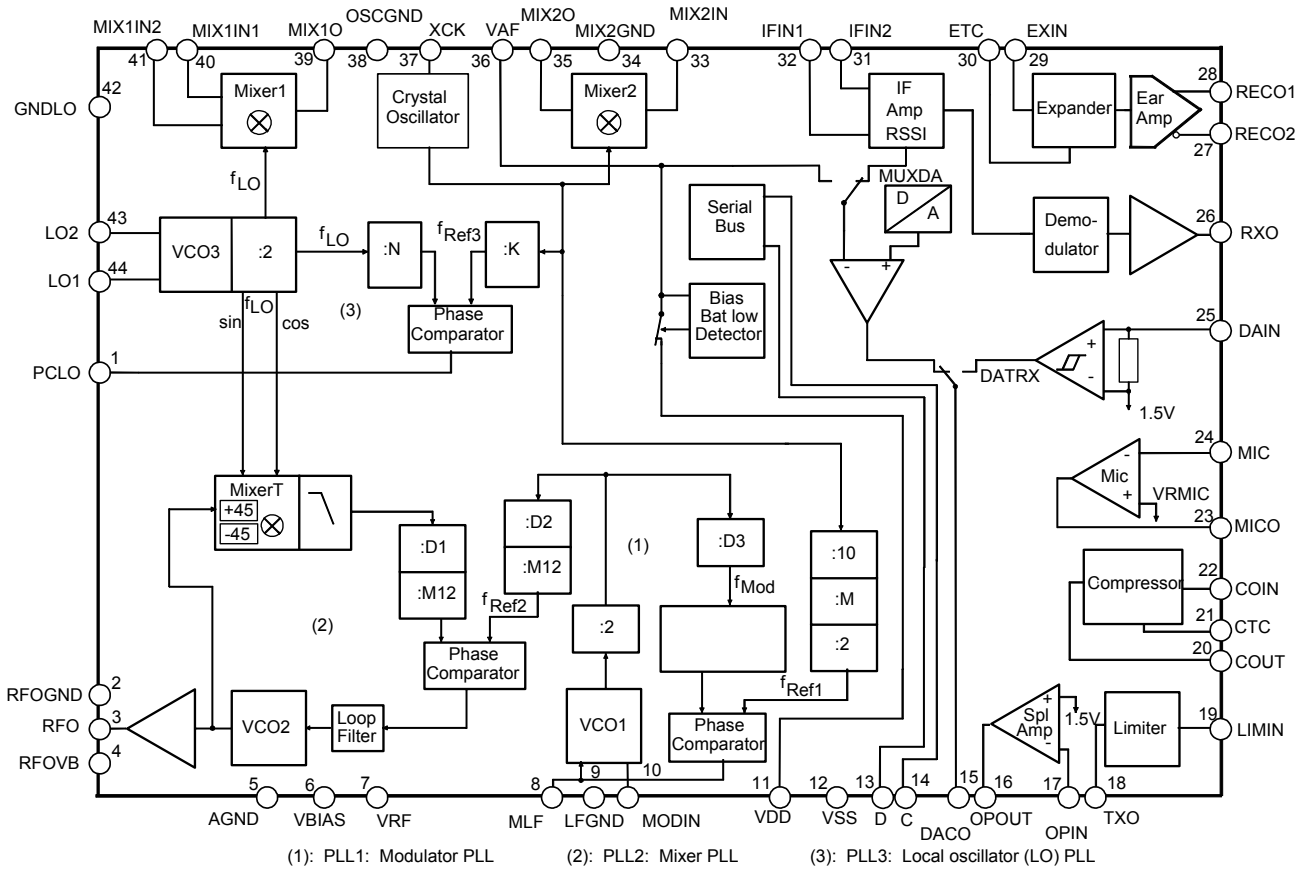 MIX1IN2
MIX1IN1
MIX1O
OSCGND
XCK
VAF
MIX2O
MIX2GND
MIX2IN
IFIN1
IFIN2
ETC
EXIN
41
40
39
38
37
36
35
34
33
32
31
30
29
42
GNDLO
Mixer1
Crystal
Oscillator
Mixer2
IF
Amp
RSSI
Expander
Ear
Amp
28
RECO1
27
RECO2
fLO
MUXDA
D
A
Serial
Bus
Demo-
dulator
26
RXO
43
LO2
44
LO1
VCO3
:2
fLO
:N
fRef3
:K
- +
fLO
sin
cos
(3)
Phase
Comparator
Bias
Bat low
Detector
1
PCLO
DATRX
+
-
1.5V
25
DAIN
24
MIC
-
Mic
+
VRMIC
23
MICO
MixerT
+45
-45
:D1
:M12
:D2
:M12
(1)
:D3
fMod
:10
:M
:2
Compressor
22
COIN
21
CTC
20
COUT
(2)
fRef2
:2
Phase
Comparator
fRef1
2
RFOGND
3
RFO
4
RFOVB
VCO2
Loop
Filter
VCO1
Phase
Comparator
+
Spl
Amp
-
1.5V
Limiter
19
LIMIN
5
6
7
8
9
10
11
12
13
14
15
16
17
18
AGND
VBIAS
VRF
MLF
LFGND
MODIN
VDD
VSS
D
C
DACO
OPOUT
OPIN
TXO
(1): PLL1: Modulator PLL
(2): PLL2: Mixer PLL
(3): PLL3: Local oscillator (LO) PLL